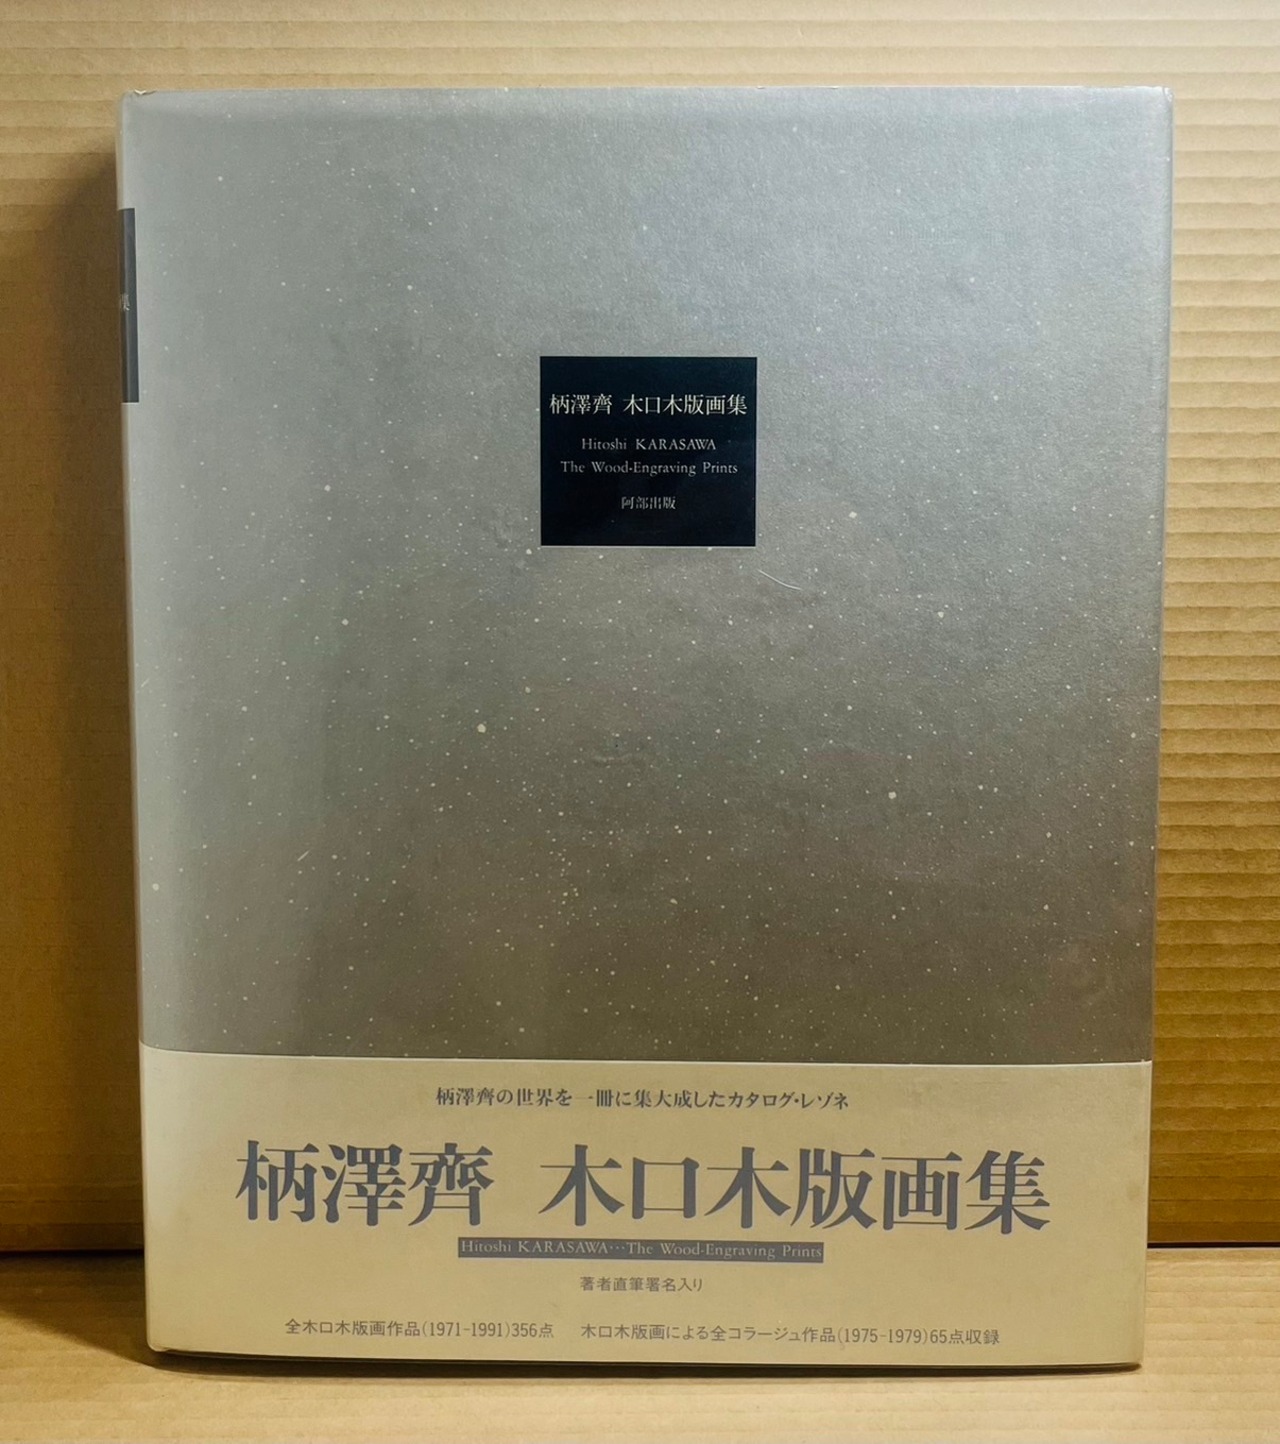 集
柄澤齊 木口木版画集
Hitoshi KARASAWA
The Wood-Engraving Prints
阿部出版
柄澤齊の世界を一冊に集大成したカタログ・レゾネ
柄澤齊 木口木版画集
Hitoshi KARASAWA…The Wood-Engraving Prints
著者直筆署名入り
全木口木版画作品(1971-1991)356点 木口木版画による全コラージュ作品(1975-1979)65点収録